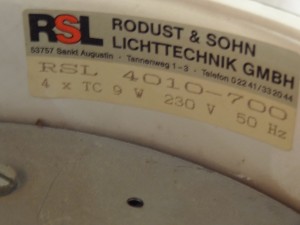 RSL RODUST & SOHN
LICHTTECHNIK GMBH
53757 Sankt Augustin · Tannenweg 1-3 · Telefon 0 22 41/33 20 44
RSL 4010-700
4 x TC 9 W 230 V 50 Hz